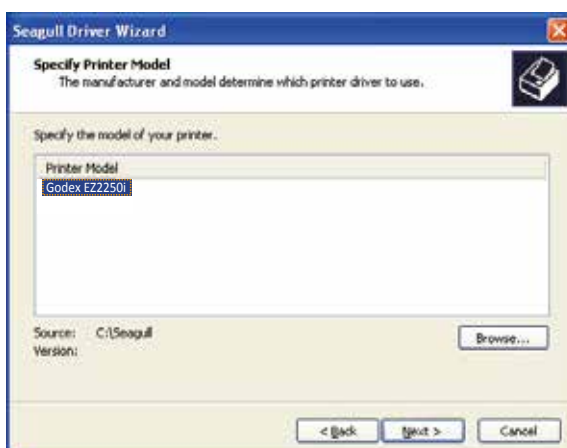 Seagull Driver Wizard
Specify Printer Model
The manufacturer and model determine which printer driver to use.
Specify the model of your printer.
Printer Model
Godex EZ2250i
Source: C:\Seagull
Version:
Browse...
< Back Next > Cancel